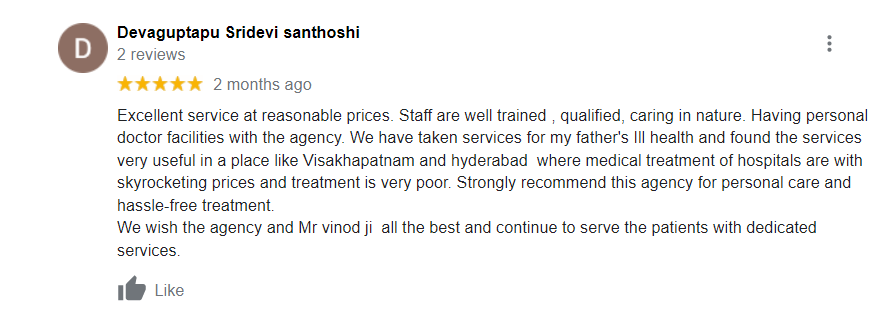 D
Devaguptapu Sridevi santhoshi
2 reviews
2 months ago
Excellent service at reasonable prices. Staff are well trained , qualified, caring in nature. Having personal
doctor facilities with the agency. We have taken services for my father's Ill health and found the services
very useful in a place like Visakhapatnam and hyderabad  where medical treatment of hospitals are with
skyrocketing prices and treatment is very poor. Strongly recommend this agency for personal care and
hassle-free treatment.
We wish the agency and Mr vinod ji  all the best and continue to serve the patients with dedicated
services.
Like